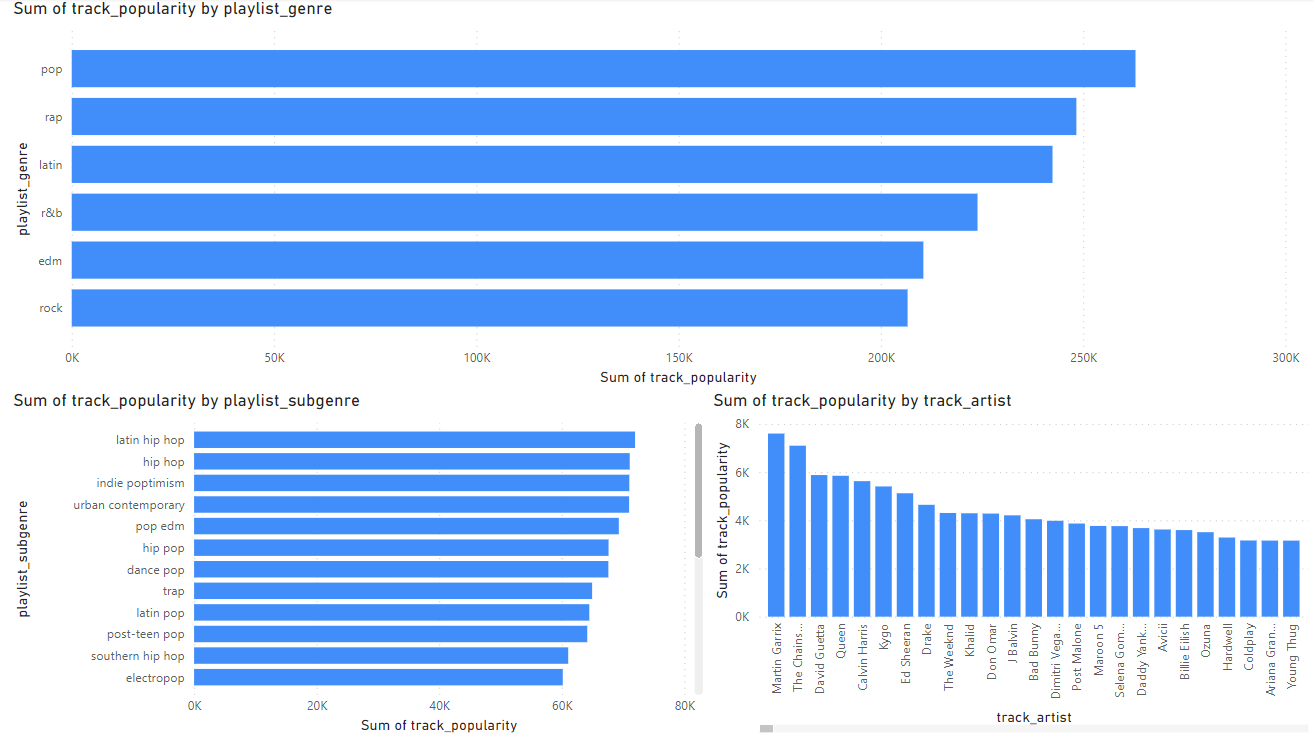 Sum of track_popularity by playlist_genre
playlist_genre
pop
rap
latin
r&b
edm
rock
0K 50K 100K 150K 200K 250K 300K
Sum of track_popularity
Sum of track_popularity by playlist_subgenre
playlist_subgenre
latin hip hop
hip hop
indie poptimism
urban contemporary
pop edm
hip pop
dance pop
trap
latin pop
post-teen pop
southern hip hop
electropop
0K 20K 40K 60K 80K
Sum of track_popularity
Sum of track_popularity by track_artist
Sum of track_popularity
8K
6K
4K
2K
0K
Martin Garrix
The Chains...
David Guetta
Queen
Calvin Harris
Kygo
Ed Sheeran
Drake
The Weeknd
Khalid
Don Omar
J Balvin
Bad Bunny
Dimitri Vega...
Post Malone
Maroon 5
Selena Gom...
Daddy Yank...
Avicii
Billie Eilish
Ozuna
Hardwell
Coldplay
Ariana Gran...
Young Thug
track_artist